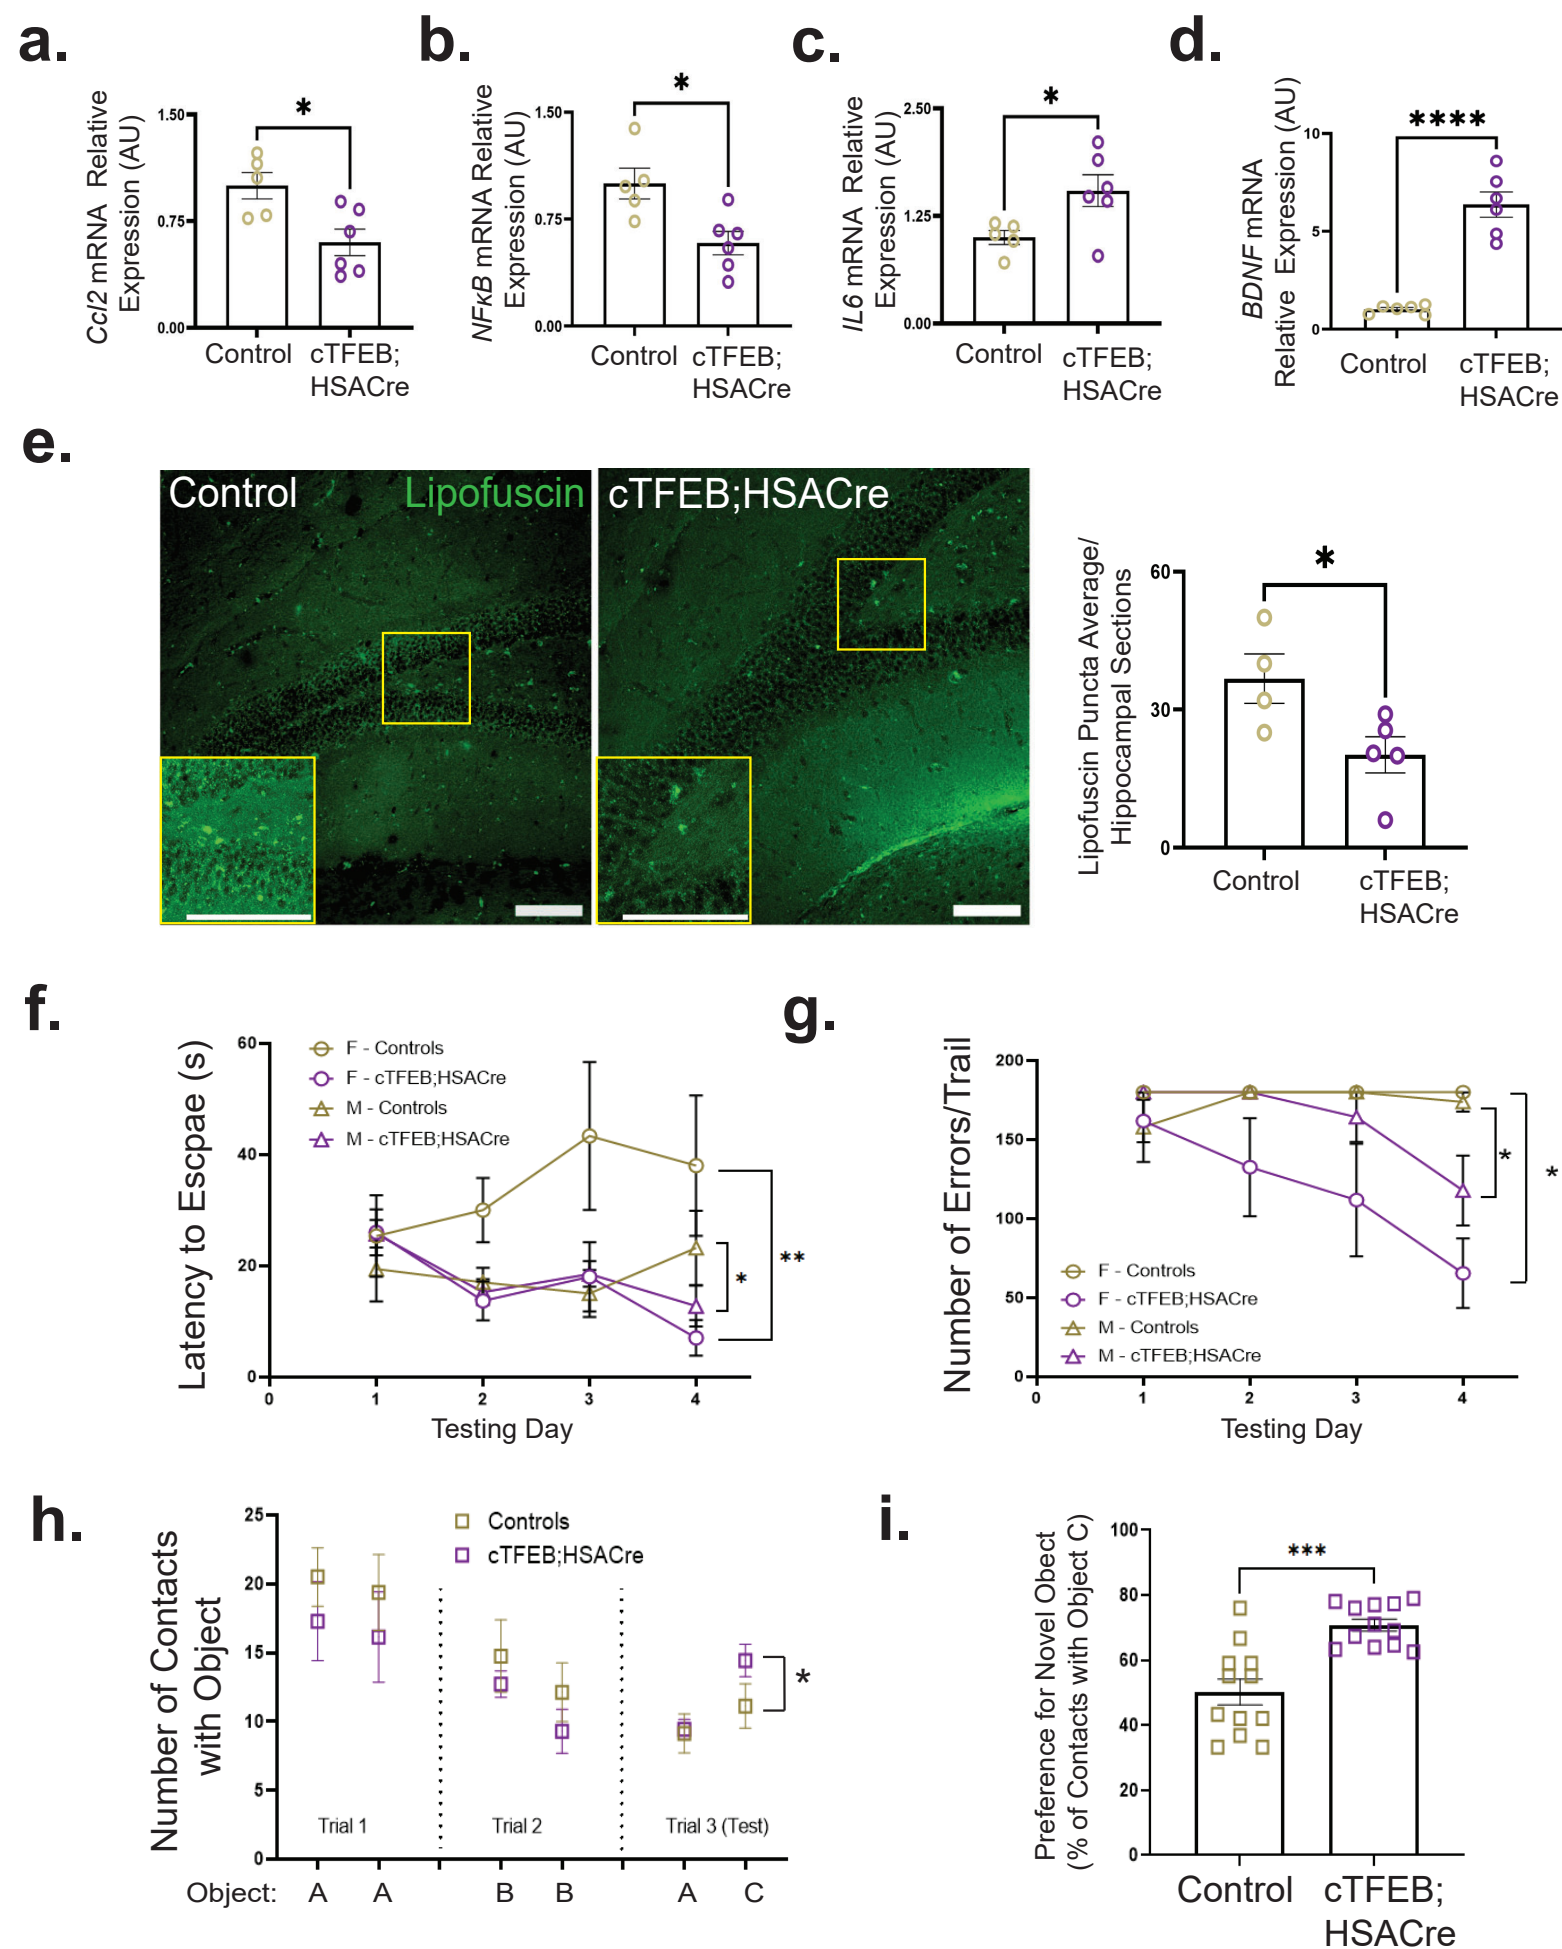 a.
Ccl2 mRNA Relative
Expression (AU)
1.50
0.75
0.00
*
Control
cTFEB;
HSACre
b.
NFκB mRNA Relative
Expression (AU)
1.50
0.75
0.00
*
Control
cTFEB;
HSACre
c.
IL6 mRNA Relative
Expression (AU)
2.50
1.25
0.00
*
Control
cTFEB;
HSACre
d.
BDNF mRNA
Relative Expression (AU)
10
5
0
****
Control
cTFEB;
HSACre
e.
Control
Lipofuscin
cTFEB;HSACre
Lipofuscin Puncta Average/
Hippocampal Sections
60
30
0
*
Control
cTFEB;
HSACre
f.
Latency to Escpae (s)
60
40
20
0
F - Controls
F - cTFEB;HSACre
M - Controls
M - cTFEB;HSACre
*
**
0 1 2 3 4
Testing Day
g.
Number of Errors/Trail
200
150
100
50
0
F - Controls
F - cTFEB;HSACre
M - Controls
M - cTFEB;HSACre
*
*
0 1 2 3 4
Testing Day
h.
Number of Contacts
with Object
25
20
15
10
5
0
Controls
cTFEB;HSACre
*
Trial 1
Trial 2
Trial 3 (Test)
Object: A A B B A C
i.
Preference for Novel Obect
(% of Contacts with Object C)
100
80
60
40
20
0
***
Control
cTFEB;
HSACre